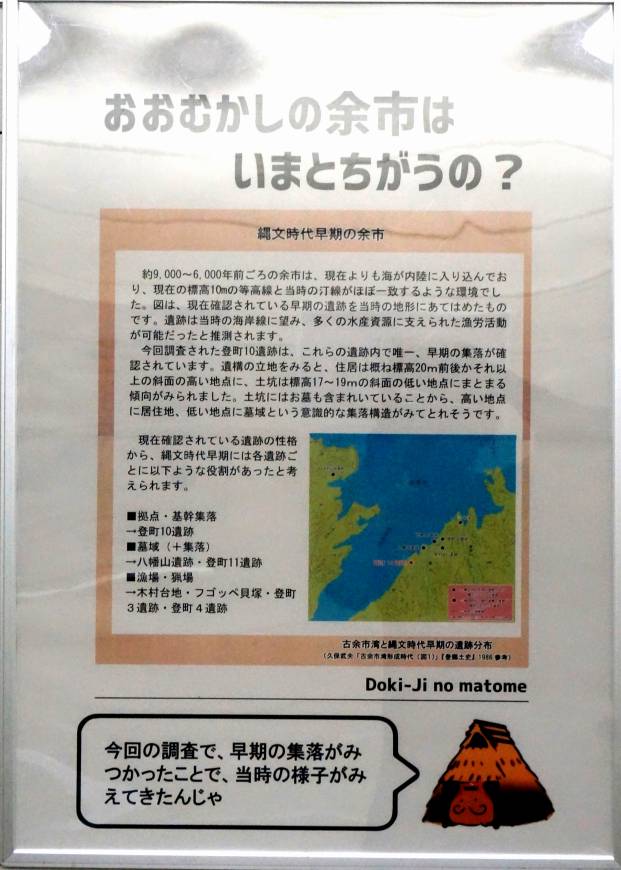 おおむかしの余市は
いまとちがうの？
縄文時代早期の余市
約9,000～6,000年前ごろの余市は、現在よりも海が内陸に入り込んでお
り、現在の標高10mの等高線と当時の汀線がほぼ一致するような環境でし
た。図は、現在確認されている早期の遺跡を当時の地形にあてはめたもの
です。遺跡は当時の海岸線に望み、多くの水産資源に支えられた漁労活動
が可能だったと推測されます。
今回調査された登町10遺跡は、これらの遺跡内で唯一、早期の集落が確
認されています。遺構の立地をみると、住居は概ね標高20m前後かそれ以
上の斜面の高い地点に、土坑は標高17～19mの斜面の低い地点にまとまる
傾向がみられました。土坑にはお墓も含まれていることから、高い地点
に居住地、低い地点に墓域という意識的な集落構造がみてとれそうです。
現在確認されている遺跡の性格
から、縄文時代早期には各遺跡ご
とに以下ような役割があったと考
えられます。
■拠点・基幹集落
→登町10遺跡
■墓域（＋集落）
→八幡山遺跡・登町11遺跡
■漁場・猟場
→木村台地・フゴッペ貝塚・登町
３遺跡・登町４遺跡
古余市湾と縄文時代早期の遺跡分布
（久保武夫「古余市湾形成時代（図1）」『登郷土史』1986 参考）
Doki-Ji no matome
今回の調査で、早期の集落がみ
つかったことで、当時の様子がみ
えてきたんじゃ